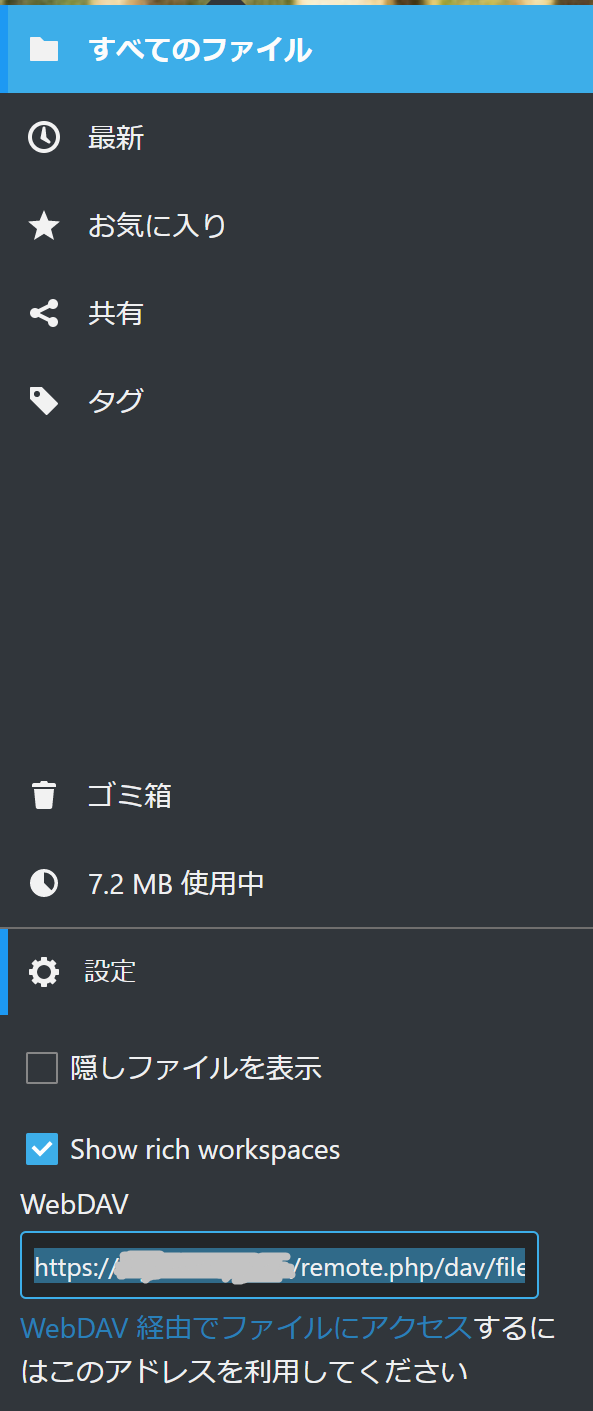 すべてのファイル
最新
お気に入り
共有
タグ
ゴミ箱
7.2 MB 使用中
設定
隠しファイルを表示
Show rich workspaces
WebDAV
https:// /remote.php/dav/file
WebDAV 経由でファイルにアクセスするに
はこのアドレスを利用してください